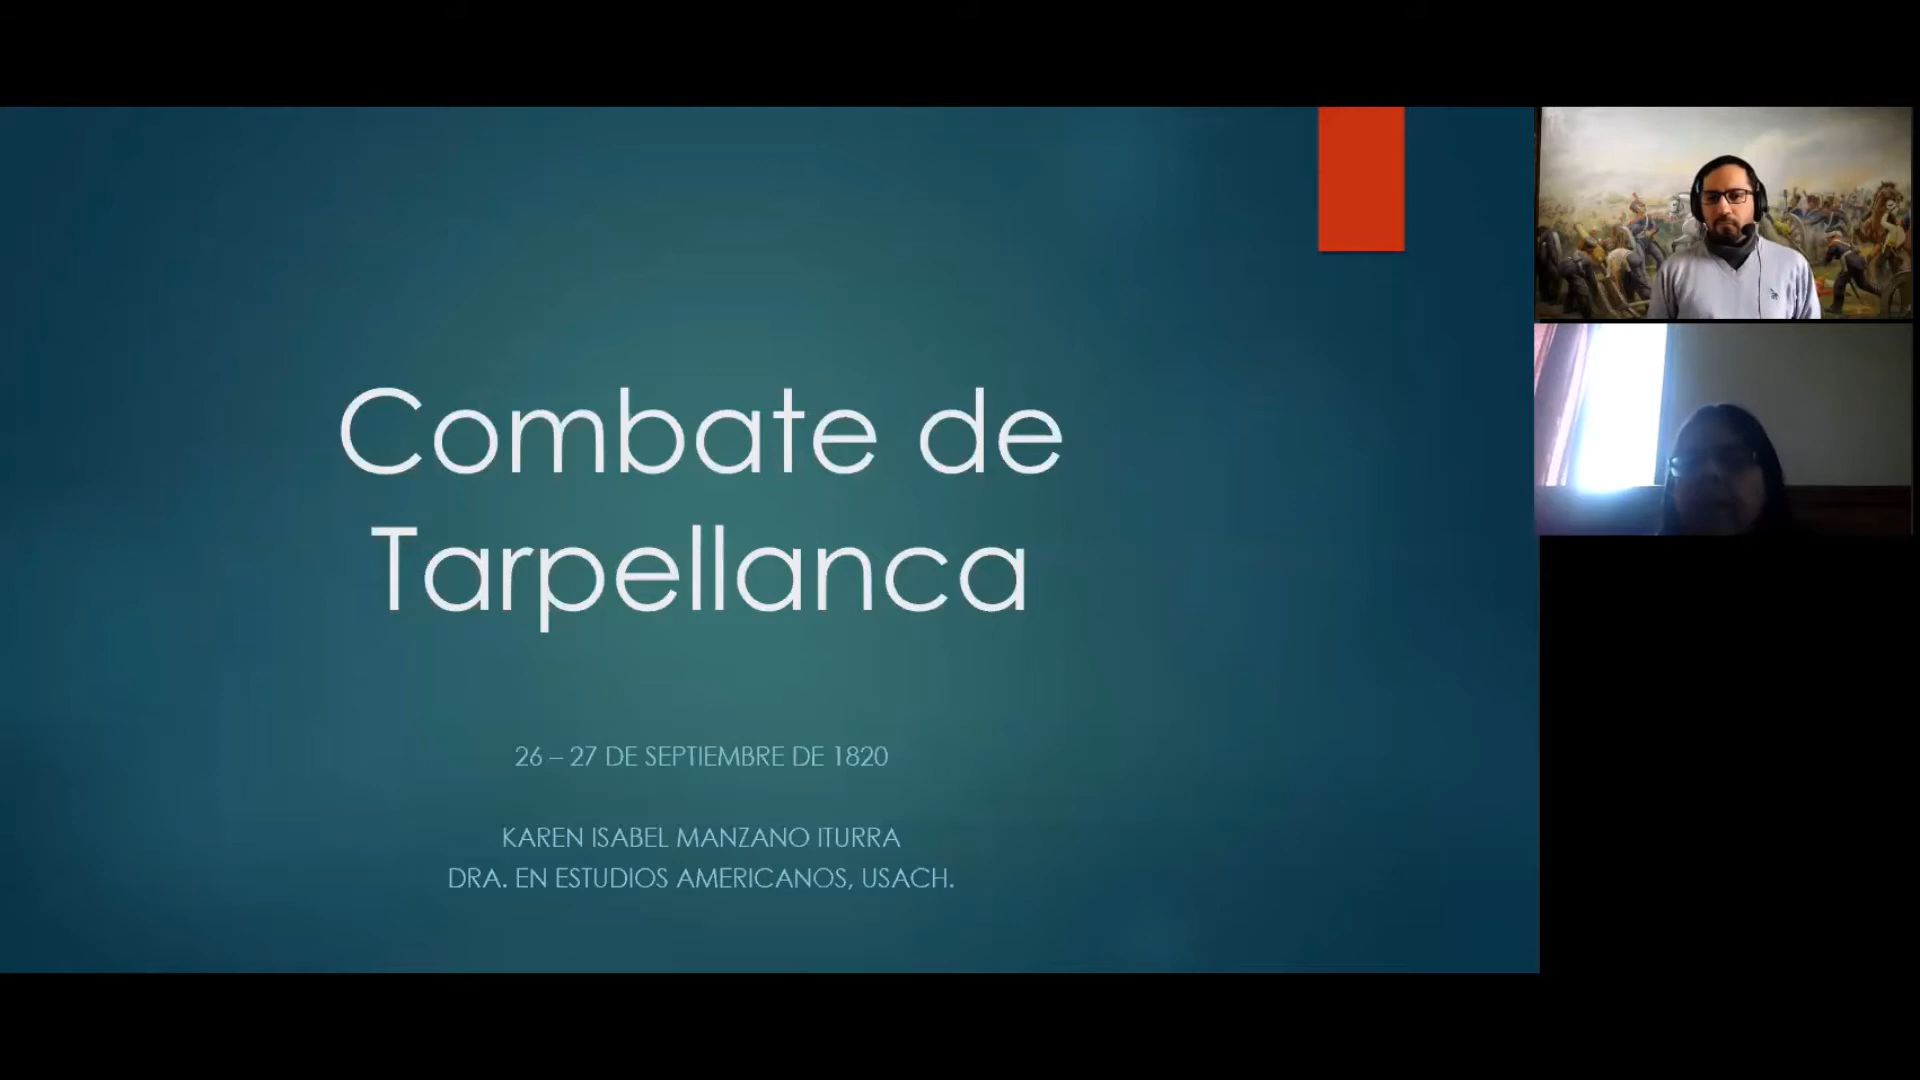 Combate de
Tarpellanca
26 – 27 DE SEPTIEMBRE DE 1820
KAREN ISABEL MANZANO ITURRA
DRA. EN ESTUDIOS AMERICANOS, USACH.